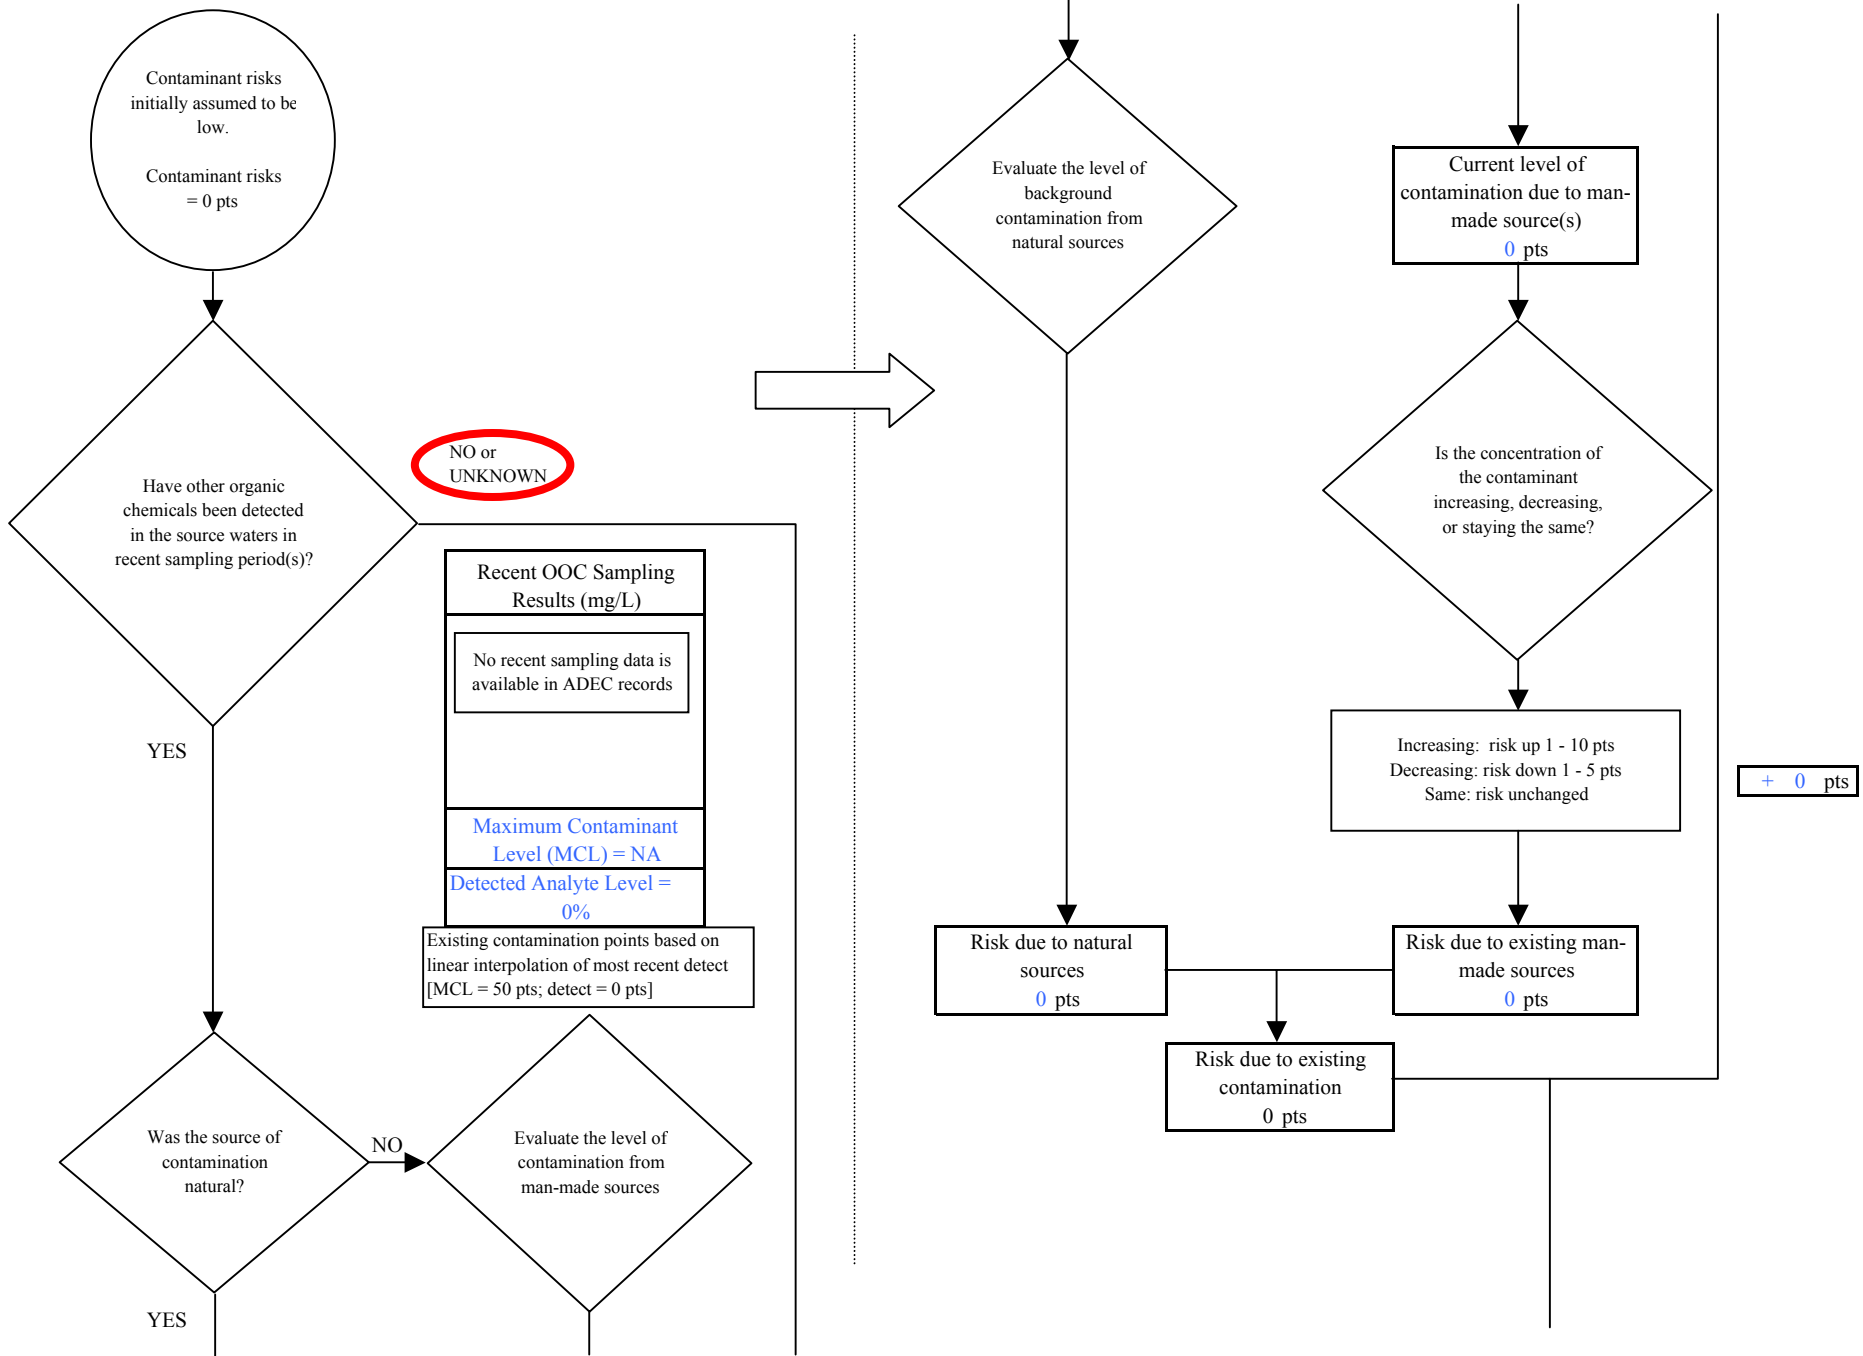 Contaminant risks
initially assumed to be
low.
Contaminant risks
= 0 pts
Have other organic
chemicals been detected
in the source waters in
recent sampling period(s)?
NO or
UNKNOWN
YES
Recent OOC Sampling
Results (mg/L)
No recent sampling data is
available in ADEC records
Maximum Contaminant
Level (MCL) = NA
Detected Analyte Level =
0%
Existing contamination points based on
linear interpolation of most recent detect
[MCL = 50 pts; detect = 0 pts]
Was the source of
contamination
natural?
NO
YES
Evaluate the level of
contamination from
man-made sources
Evaluate the level of
background
contamination from
natural sources
Current level of
contamination due to man-
made source(s)
0 pts
Is the concentration of
the contaminant
increasing, decreasing,
or staying the same?
Increasing: risk up 1 - 10 pts
Decreasing: risk down 1 - 5 pts
Same: risk unchanged
+ 0 pts
Risk due to natural
sources
0 pts
Risk due to existing man-
made sources
0 pts
Risk due to existing
contamination
0 pts